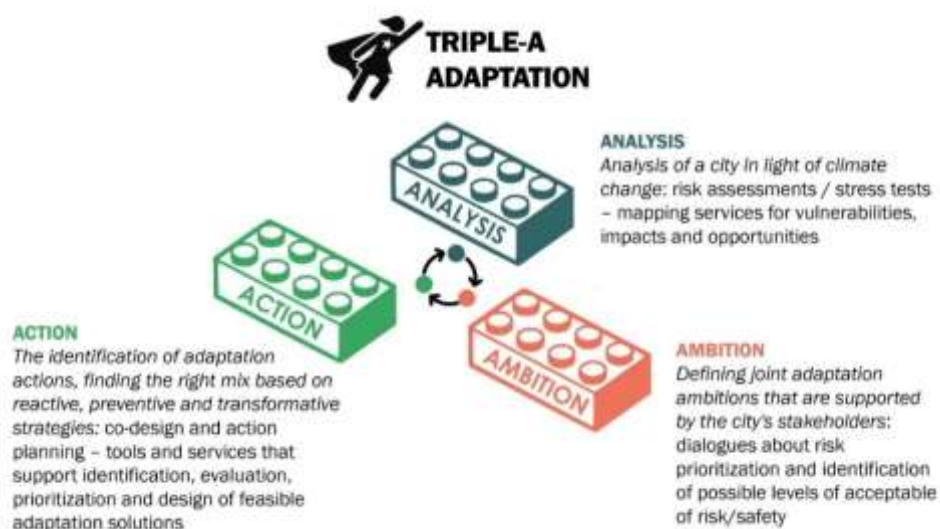 TRIPLE-A
ADAPTATION
ANALYSIS
ANALYSIS
Analysis of a city in light of climate
change: risk assessments / stress tests
– mapping services for vulnerabilities,
impacts and opportunities
ACTION
AMBITION
ACTION
The identification of adaptation
actions, finding the right mix based on
reactive, preventive and transformative
strategies: co-design and action
planning – tools and services that
support identification, evaluation,
prioritization and design of feasible
adaptation solutions
AMBITION
Defining joint adaptation
ambitions that are supported
by the city's stakeholders:
dialogues about risk
prioritization and identification
of possible levels of acceptable
of risk/safety